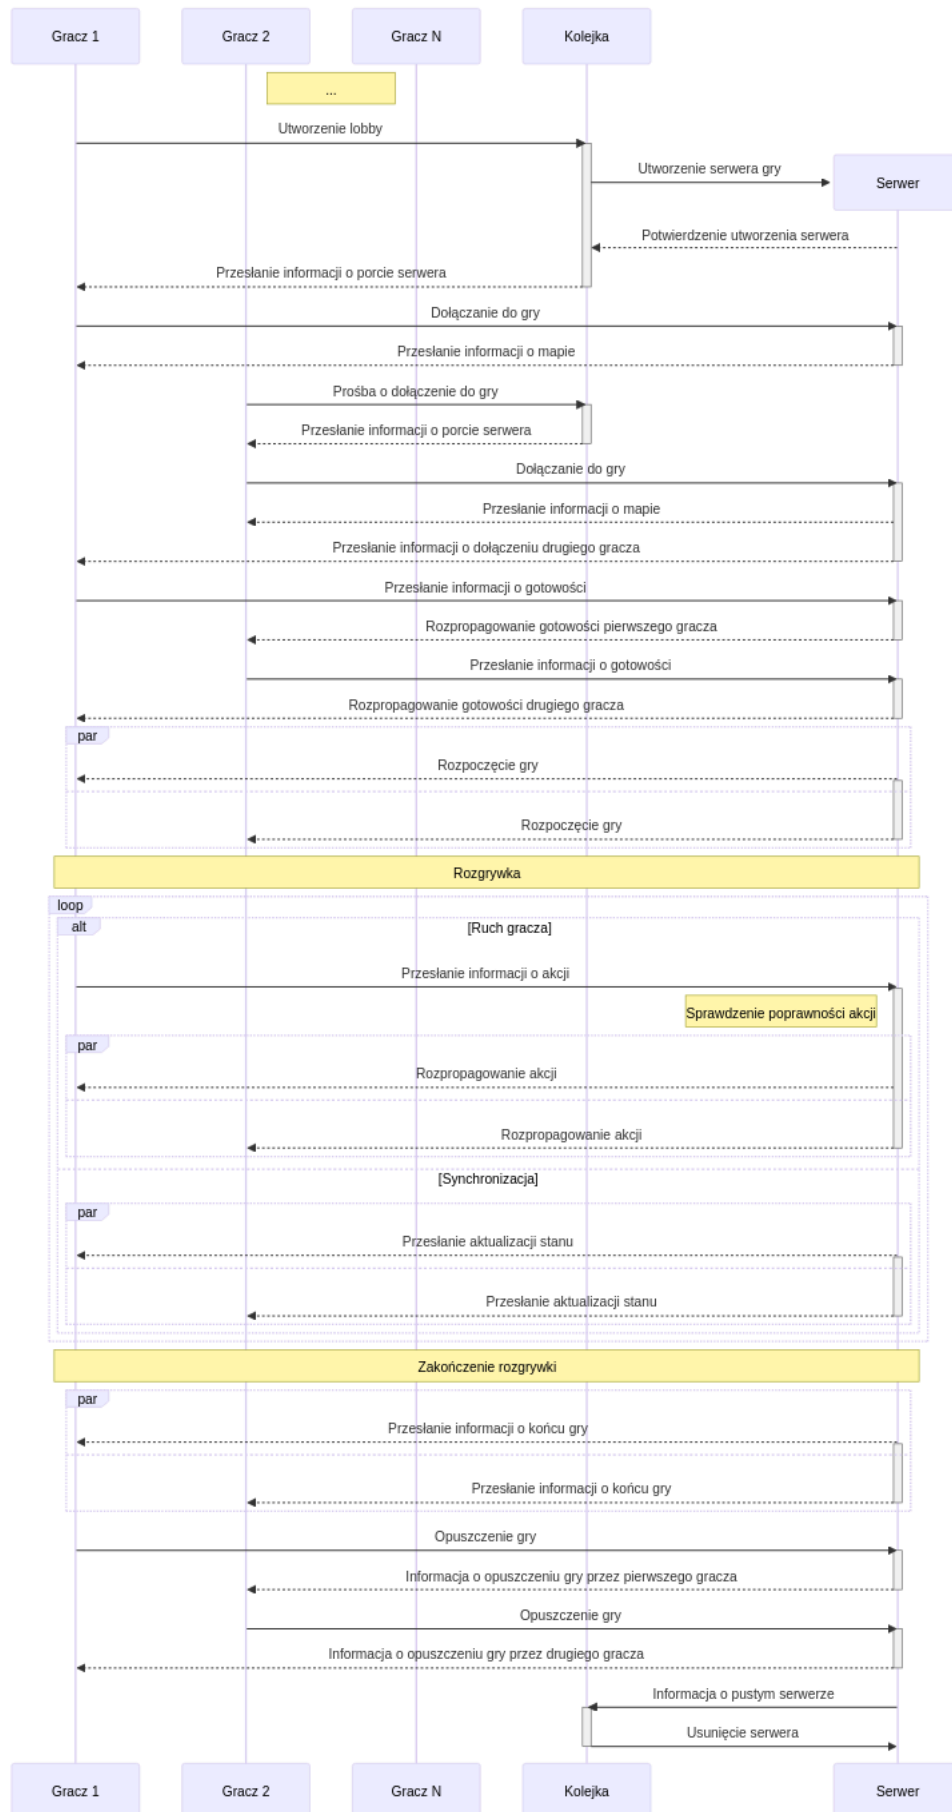 Gracz 1
Gracz 2
Gracz N
Kolejka
...
Utworzenie lobby
Utworzenie serwera gry
Serwer
Potwierdzenie utworzenia serwera
Przesłanie informacji o porcie serwera
Dołączanie do gry
Przesłanie informacji o mapie
Prośba o dołączenie do gry
Przesłanie informacji o porcie serwera
Dołączanie do gry
Przesłanie informacji o mapie
Przesłanie informacji o dołączeniu drugiego gracza
Przesłanie informacji o gotowości
Rozpropagowanie gotowości pierwszego gracza
Przesłanie informacji o gotowości
Rozpropagowanie gotowości drugiego gracza
par
Rozpoczęcie gry
Rozpoczęcie gry
Rozgrywka
loop
alt
[Ruch gracza]
Przesłanie informacji o akcji
Sprawdzenie poprawności akcji
par
Rozpropagowanie akcji
Rozpropagowanie akcji
[Synchronizacja]
par
Przesłanie aktualizacji stanu
Przesłanie aktualizacji stanu
Zakończenie rozgrywki
par
Przesłanie informacji o końcu gry
Przesłanie informacji o końcu gry
Opuszczenie gry
Informacja o opuszczeniu gry przez pierwszego gracza
Opuszczenie gry
Informacja o opuszczeniu gry przez drugiego gracza
Informacja o pustym serwerze
Usunięcie serwera
Gracz 1
Gracz 2
Gracz N
Kolejka
Serwer